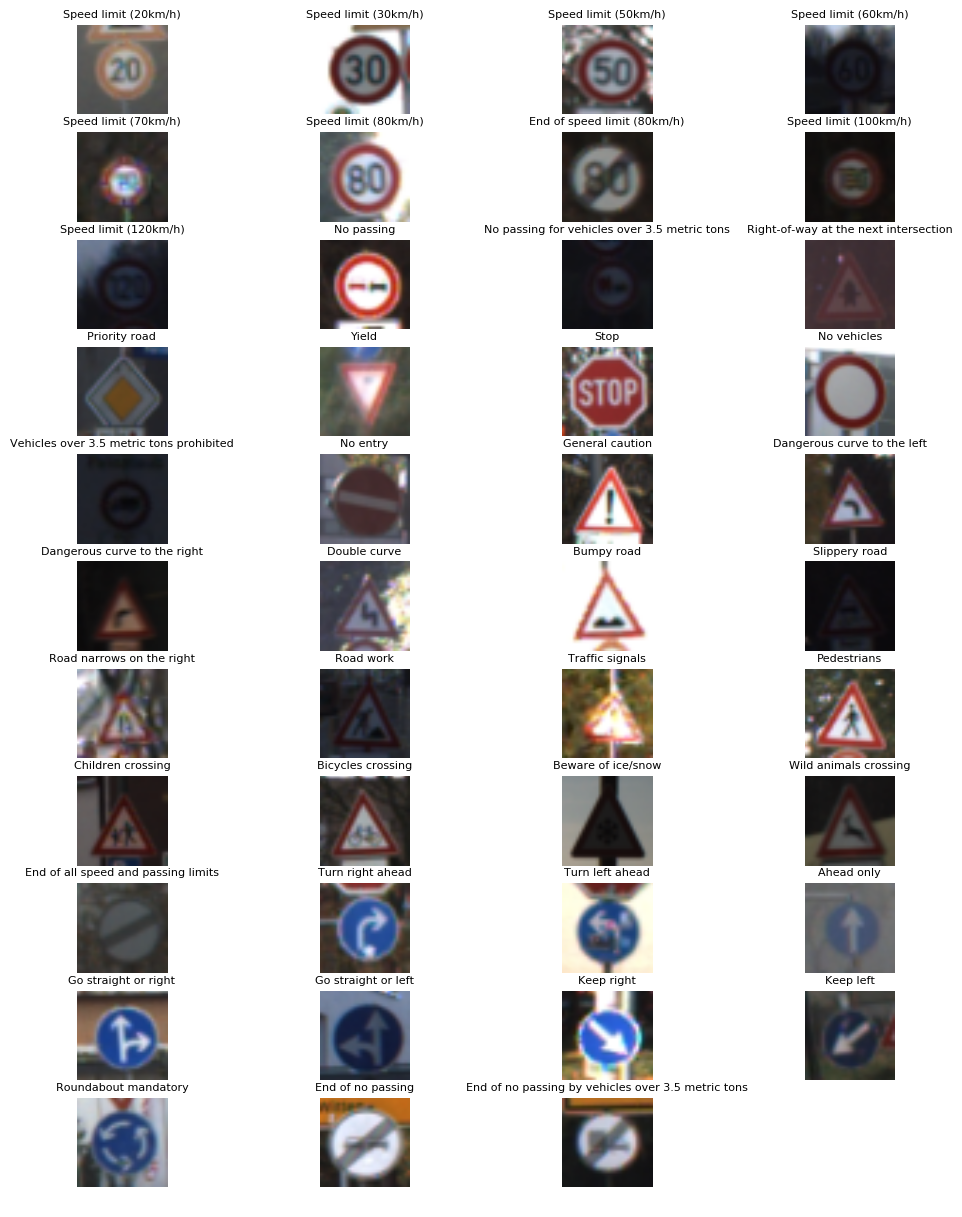 Speed limit (20km/h) Speed limit (30km/h) Speed limit (50km/h) Speed limit (60km/h)
20 30 50 60
Speed limit (70km/h) Speed limit (80km/h) End of speed limit (80km/h) Speed limit (100km/h)
80 80
Speed limit (120km/h) No passing No passing for vehicles over 3.5 metric tons Right-of-way at the next intersection
120
Priority road Yield Stop No vehicles
STOP
Vehicles over 3.5 metric tons prohibited No entry General caution Dangerous curve to the left
Dangerous curve to the right Double curve Bumpy road Slippery road
Road narrows on the right Road work Traffic signals Pedestrians
Children crossing Bicycles crossing Beware of ice/snow Wild animals crossing
End of all speed and passing limits Turn right ahead Turn left ahead Ahead only
Go straight or right Go straight or left Keep right Keep left
Roundabout mandatory End of no passing End of no passing by vehicles over 3.5 metric tons